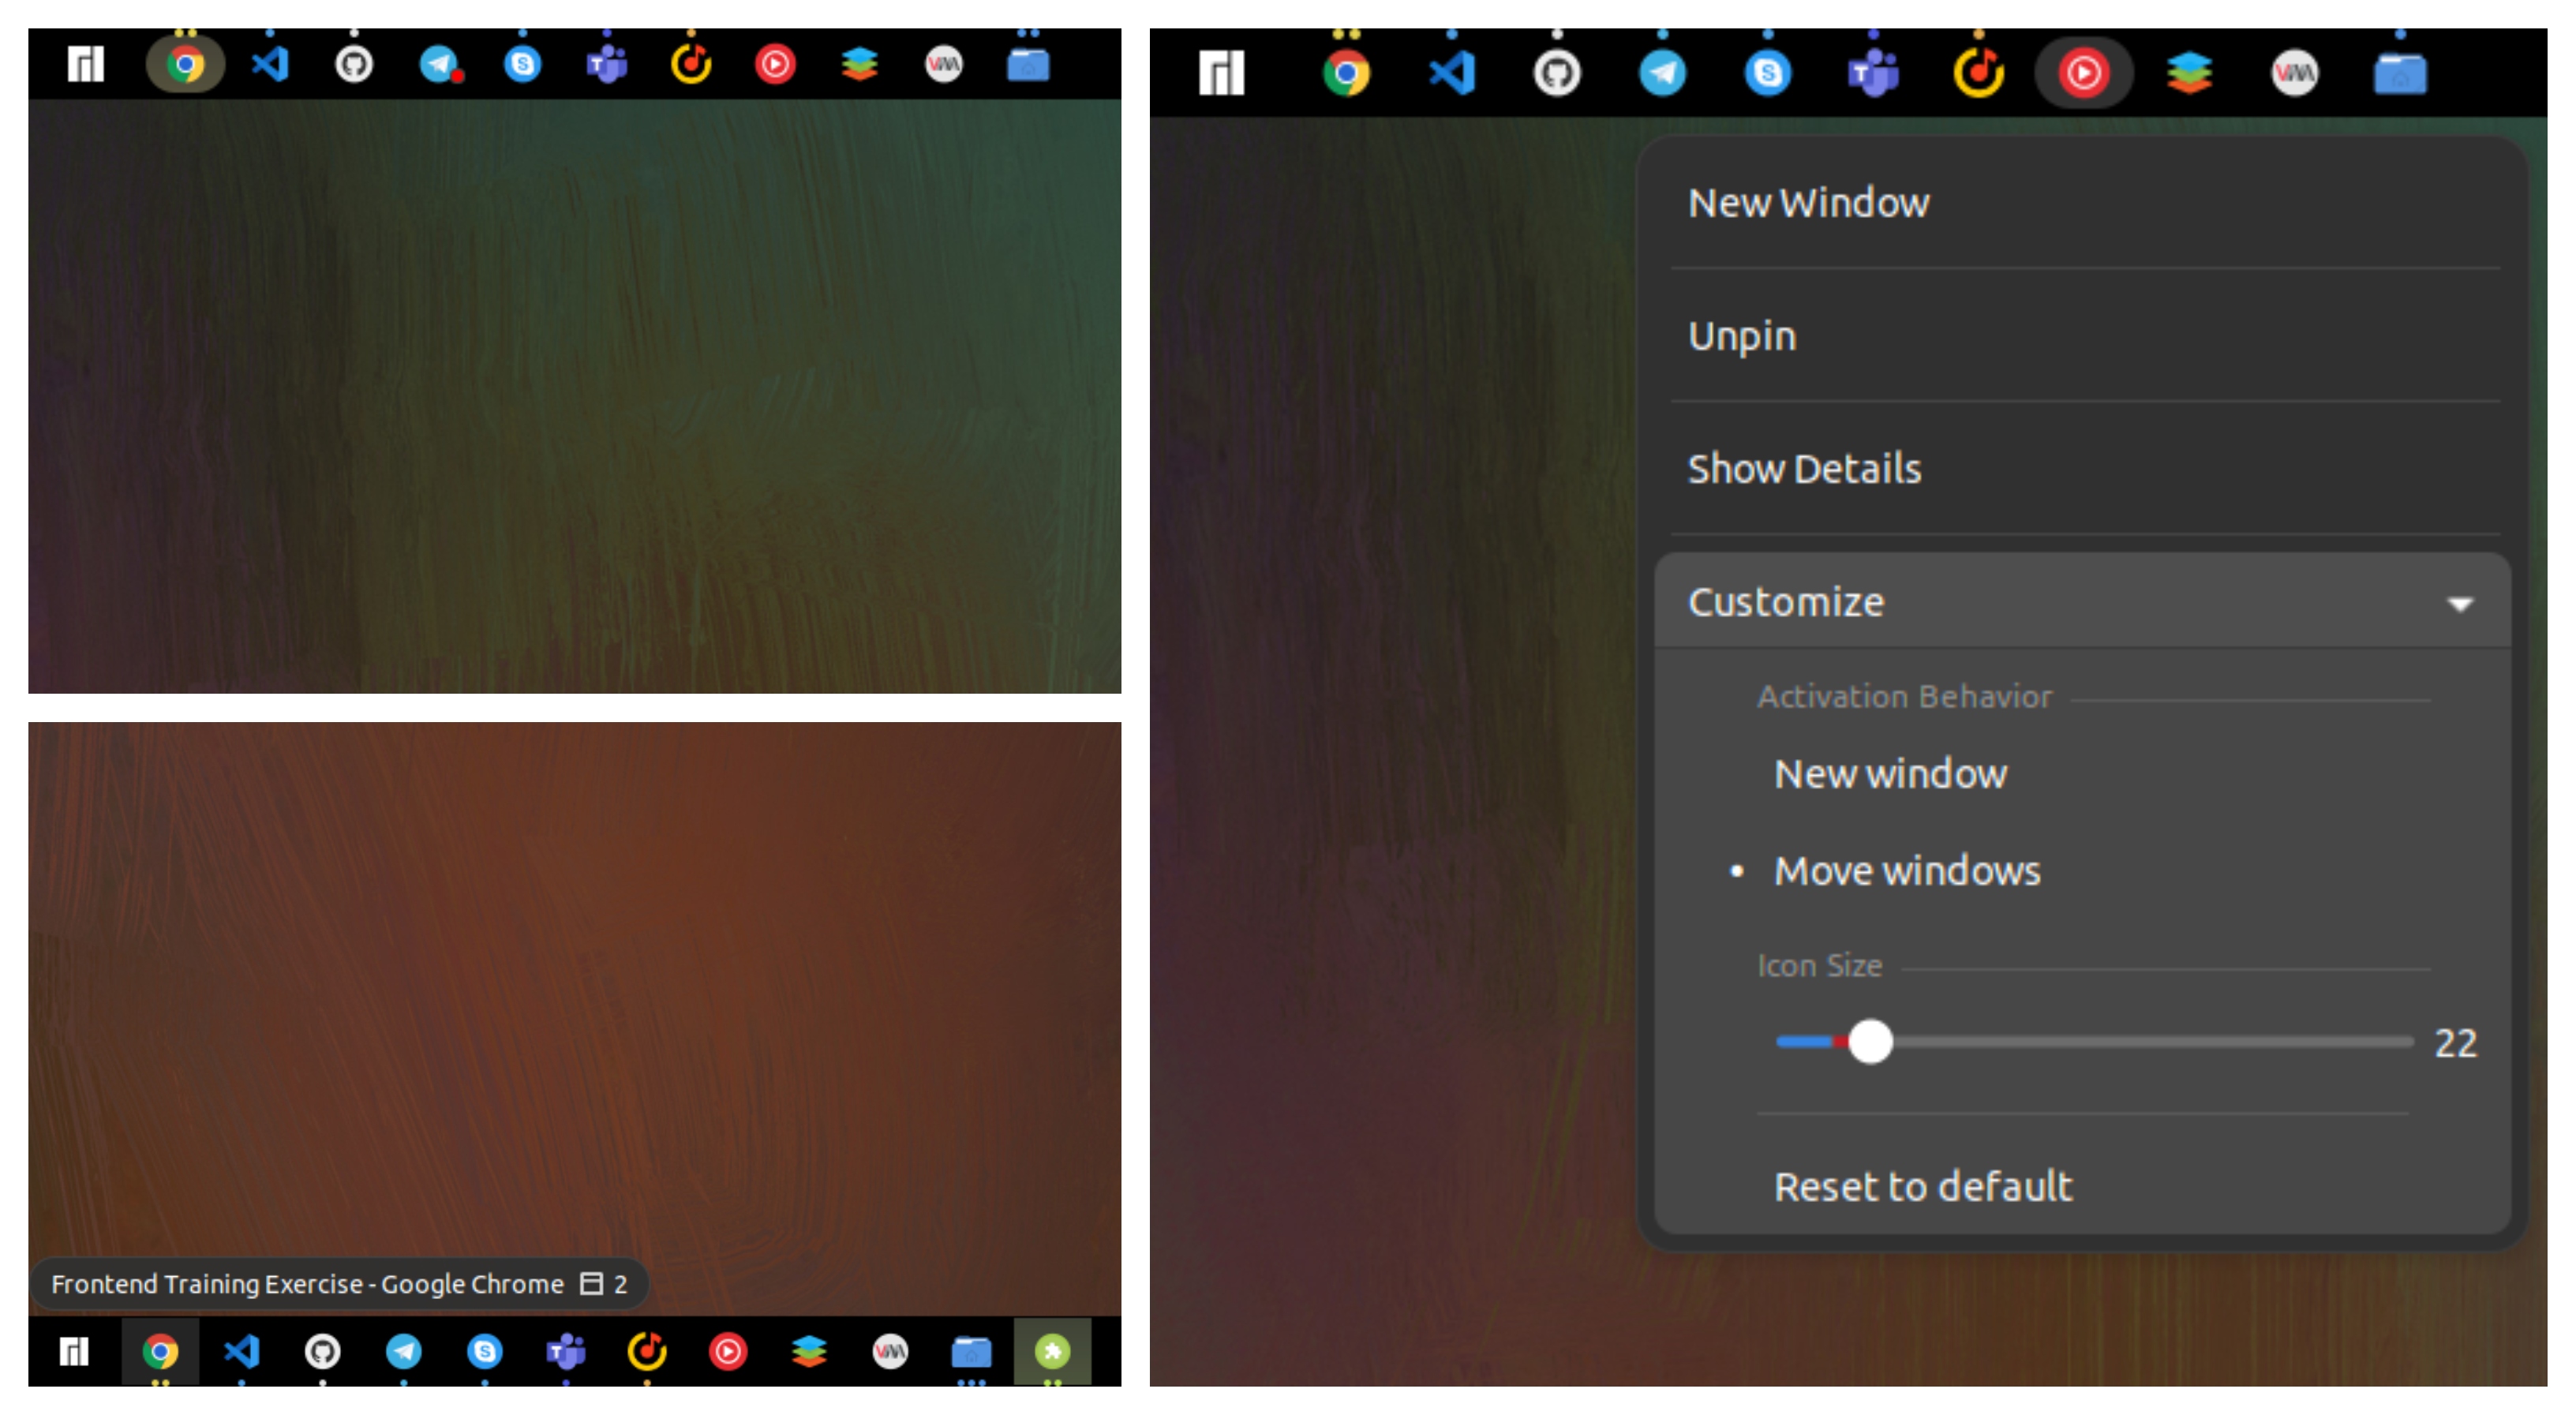 Frontend Training Exercise - Google Chrome 2
New Window
Unpin
Show Details
Customize
Activation Behavior
New window
• Move windows
Icon Size
22
Reset to default